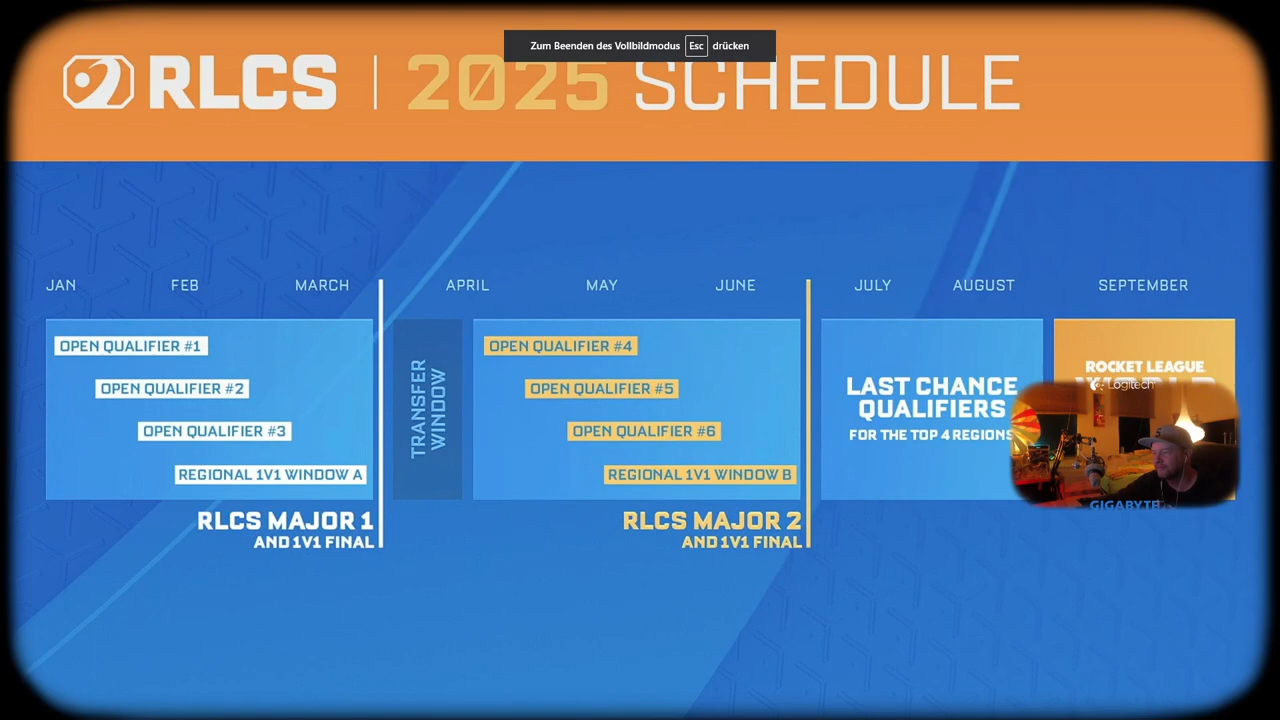 Zum Beenden des Vollbildmodus Esc drücken
RLCS 2025 SCHEDULE
JAN FEB MARCH APRIL MAY JUNE JULY AUGUST SEPTEMBER
OPEN QUALIFIER #1
OPEN QUALIFIER #2
OPEN QUALIFIER #3
REGIONAL 1V1 WINDOW A
RLCS MAJOR 1
AND 1V1 FINAL
TRANSFER
WINDOW
OPEN QUALIFIER #4
OPEN QUALIFIER #5
OPEN QUALIFIER #6
REGIONAL 1V1 WINDOW B
RLCS MAJOR 2
AND 1V1 FINAL
LAST CHANCE
QUALIFIERS
FOR THE TOP 4 REGIONS
ROCKET LEAGUE
Logitech
GIGABYTE